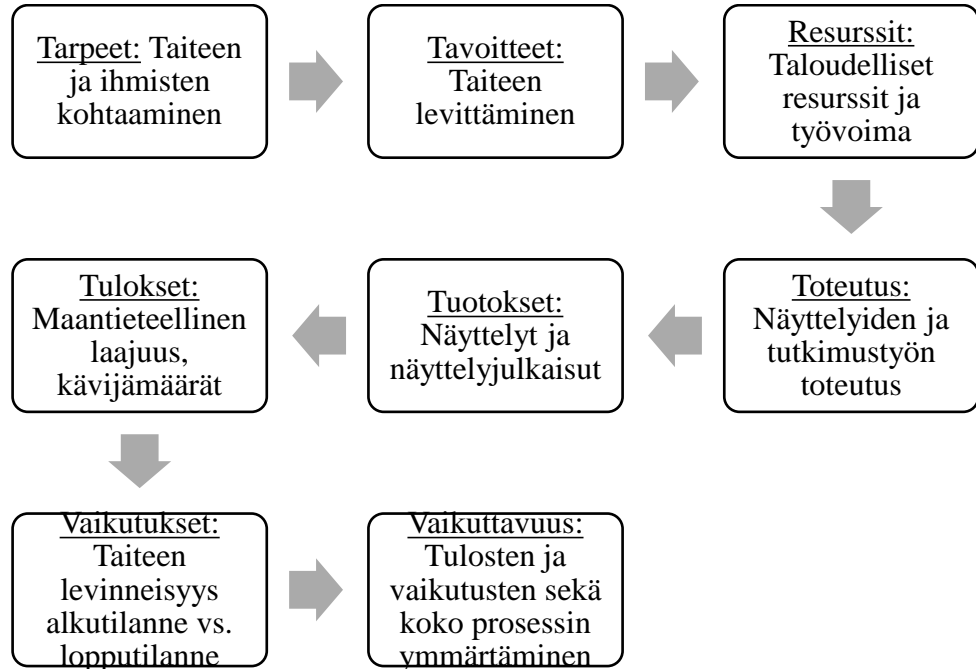 Tarpeet: Taiteen
ja ihmisten
kohtaaminen
Tavoitteet:
Taiteen
levittäminen
Resurssit:
Taloudelliset
resurssit ja
työvoima
Toteutus:
Näyttelyiden ja
tutkimustyön
toteutus
Tuotokset:
Näyttelyt ja
näyttelyjulkaisut
Tulokset:
Maantieteellinen
laajuus,
kävijämäärät
Vaikutukset:
Taiteen
levinneisyys
alkutilanne vs.
lopputilanne
Vaikuttavuus:
Tulosten ja
vaikutusten sekä
koko prosessin
ymmärtäminen